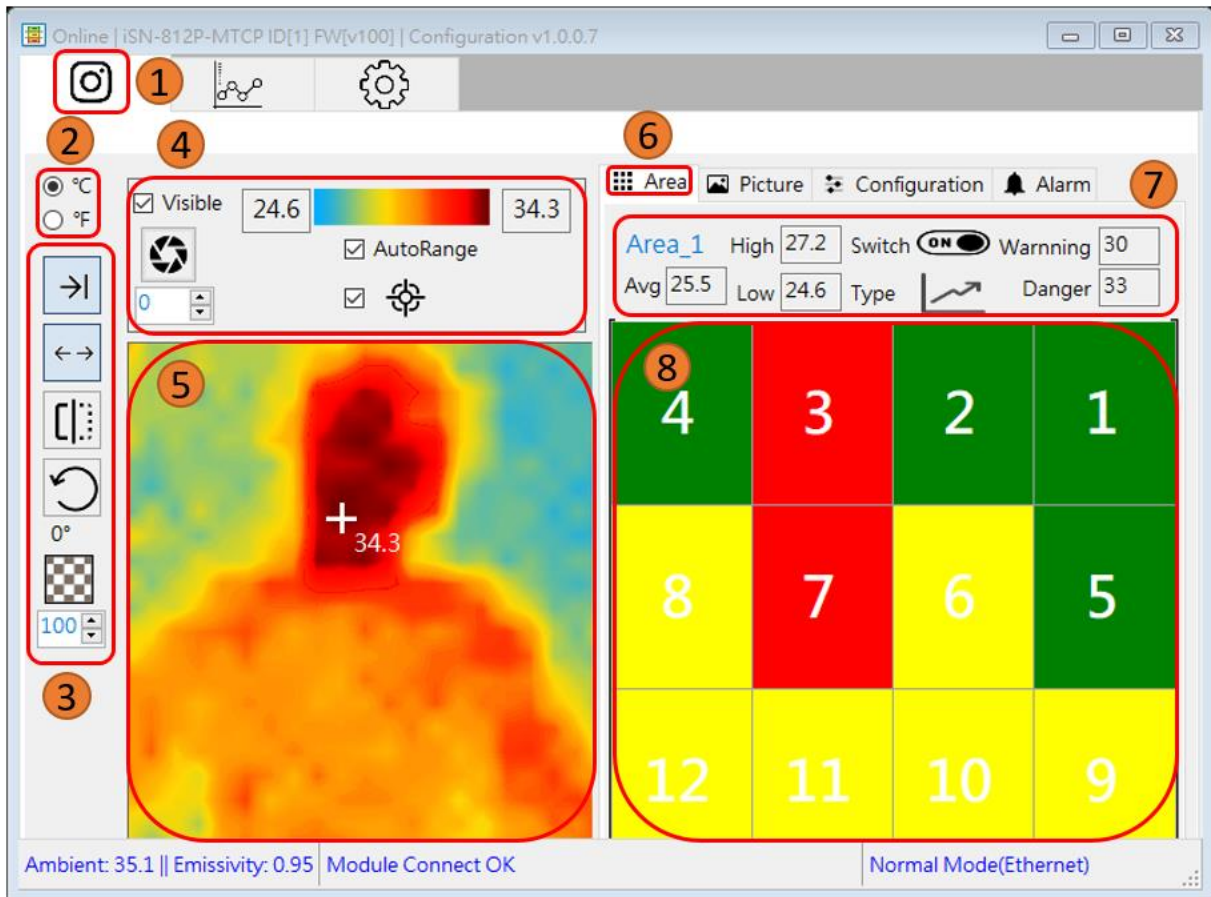 Online | iSN-812P-MTCP ID[1] FW[v100] | Configuration v1.0.0.7
1
2
4
6
7
°C
°F
Visible
24.6
34.3
AutoRange
0
Area
Picture
Configuration
Alarm
Area_1
High 27.2
Switch ON
Warnning 30
Avg 25.5
Low 24.6
Type
Danger 33
5
34.3
0°
100
3
8
4 3 2 1
8 7 6 5
12 11 10 9
Ambient: 35.1 || Emissivity: 0.95
Module Connect OK
Normal Mode(Ethernet)